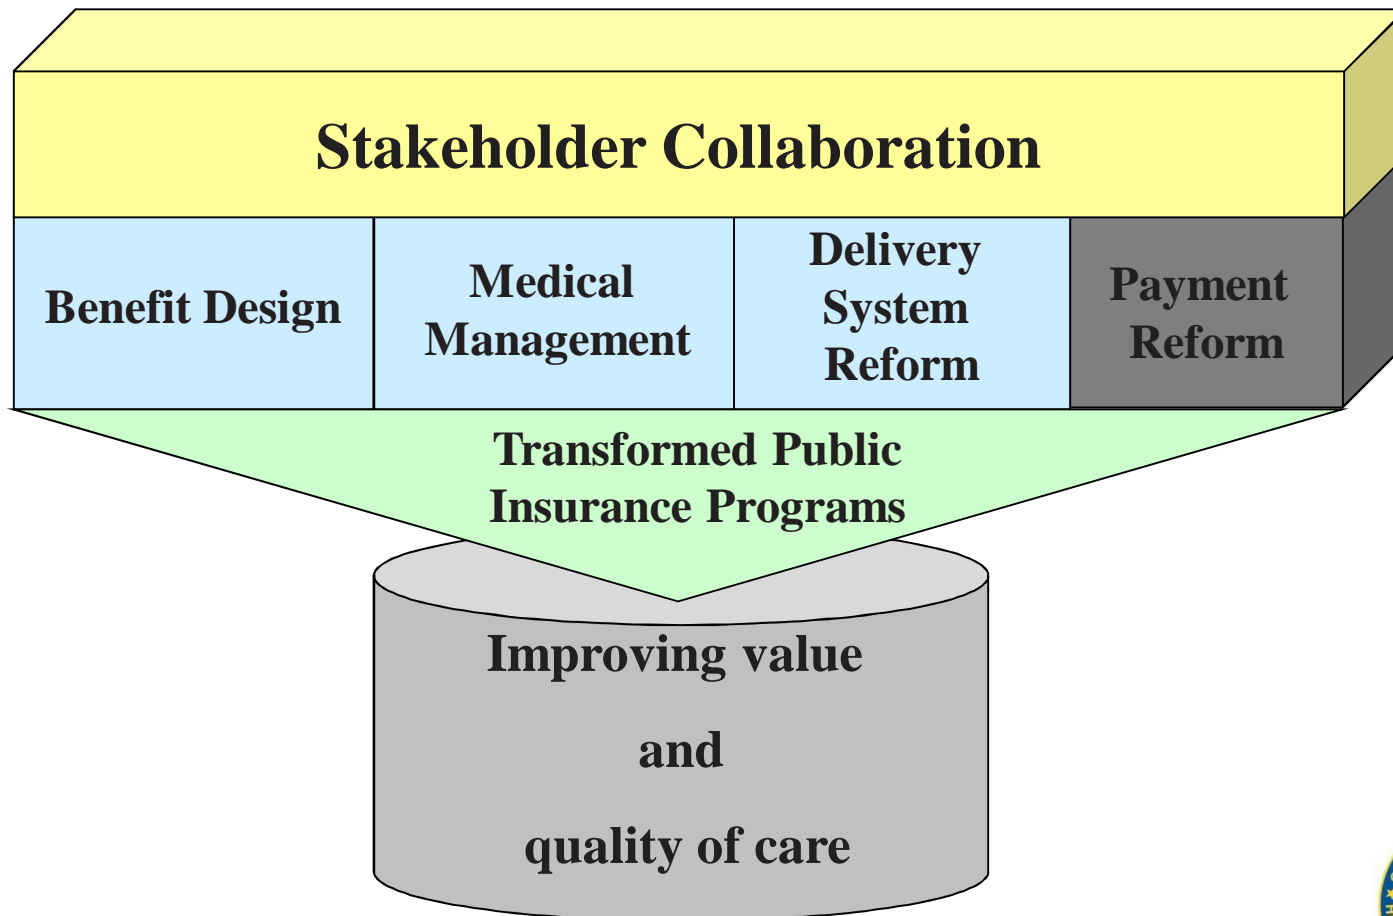 Stakeholder Collaboration
Benefit Design
Medical
Management
Delivery
System
Reform
Payment
Reform
Transformed Public
Insurance Programs
Improving value
and
quality of care